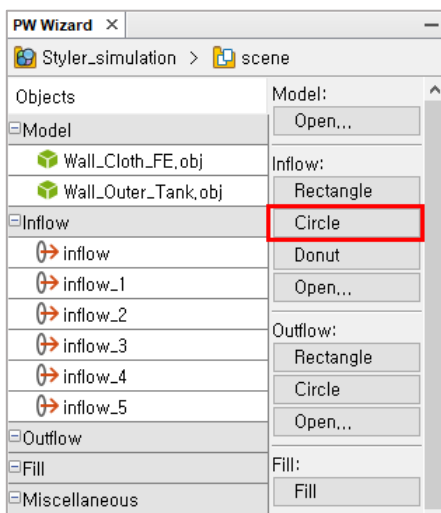 PW Wizard ×
Styler_simulation > scene
Objects
Model
Wall_Cloth_FE.obj
Wall_Outer_Tank.obj
Inflow
inflow
inflow_1
inflow_2
inflow_3
inflow_4
inflow_5
Outflow
Fill
Miscellaneous
Model:
Open...
Inflow:
Rectangle
Circle
Donut
Open...
Outflow:
Rectangle
Circle
Open...
Fill:
Fill